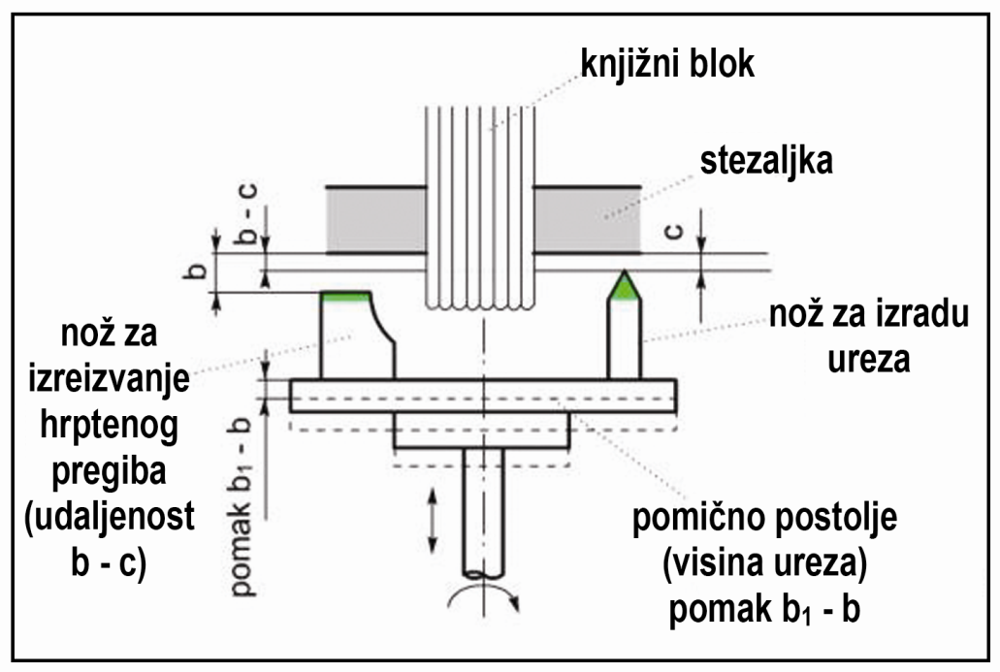 knjižni blok
stezaljka
b - c
c
b
nož za
izreizvanje
hrptenog
pregiba
(udaljenost
b - c)
nož za izradu
ureza
pomak b₁ - b
pomično postolje
(visina ureza)
pomak b₁ - b